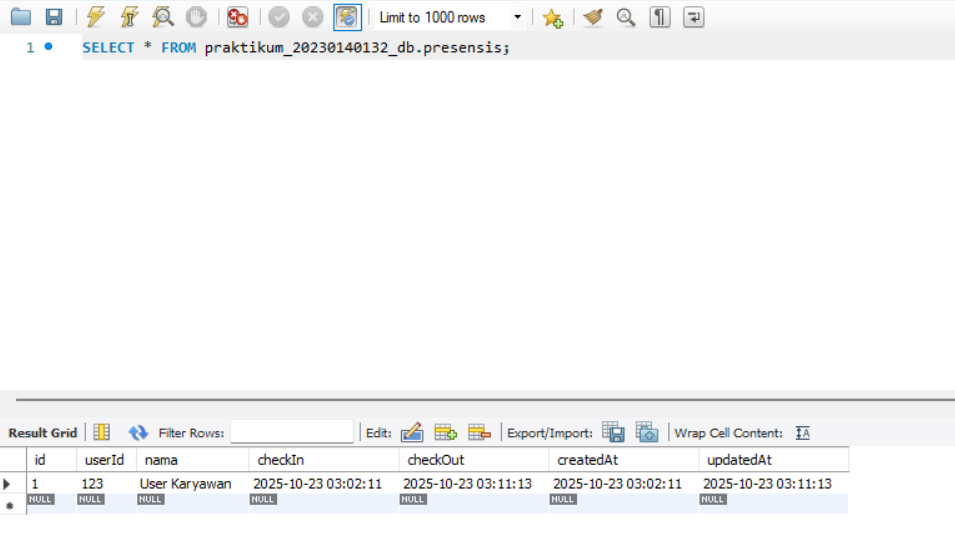 Limit to 1000 rows
1 SELECT * FROM praktikum_20230140132_db.presensis;
Result Grid Filter Rows: Edit: Export/Import: Wrap Cell Content: IA
id userId nama checkIn checkOut createdAt updatedAt
1 123 User Karyawan 2025-10-23 03:02:11 2025-10-23 03:11:13 2025-10-23 03:02:11 2025-10-23 03:11:13
NULL NULL NULL NULL NULL NULL NULL